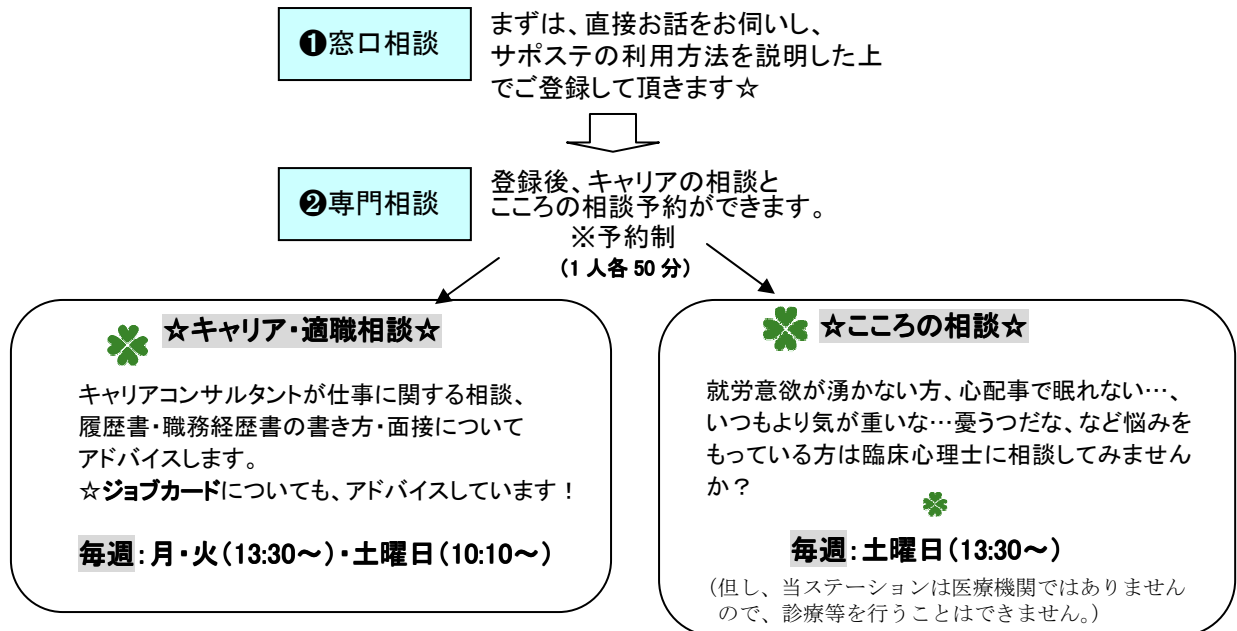 ❶窓口相談
まずは、直接お話をお伺いし、
サポステの利用方法を説明した上
でご登録して頂きます☆
❷専門相談
登録後、キャリアの相談と
こころの相談予約ができます。
※予約制
(1人各50分)
☆キャリア・適職相談☆
キャリアコンサルタントが仕事に関する相談、
履歴書・職務経歴書の書き方・面接について
アドバイスします。
☆ジョブカードについても、アドバイスしています！
毎週：月・火(13:30～)・土曜日(10:10～)
☆こころの相談☆
就労意欲が湧かない方、心配事で眠れない…、
いつもより気が重いな…憂うつだな、など悩みを
もっている方は臨床心理士に相談してみません
か？
毎週：土曜日(13:30～)
(但し、当ステーションは医療機関ではありません
ので、診療等を行うことはできません。)